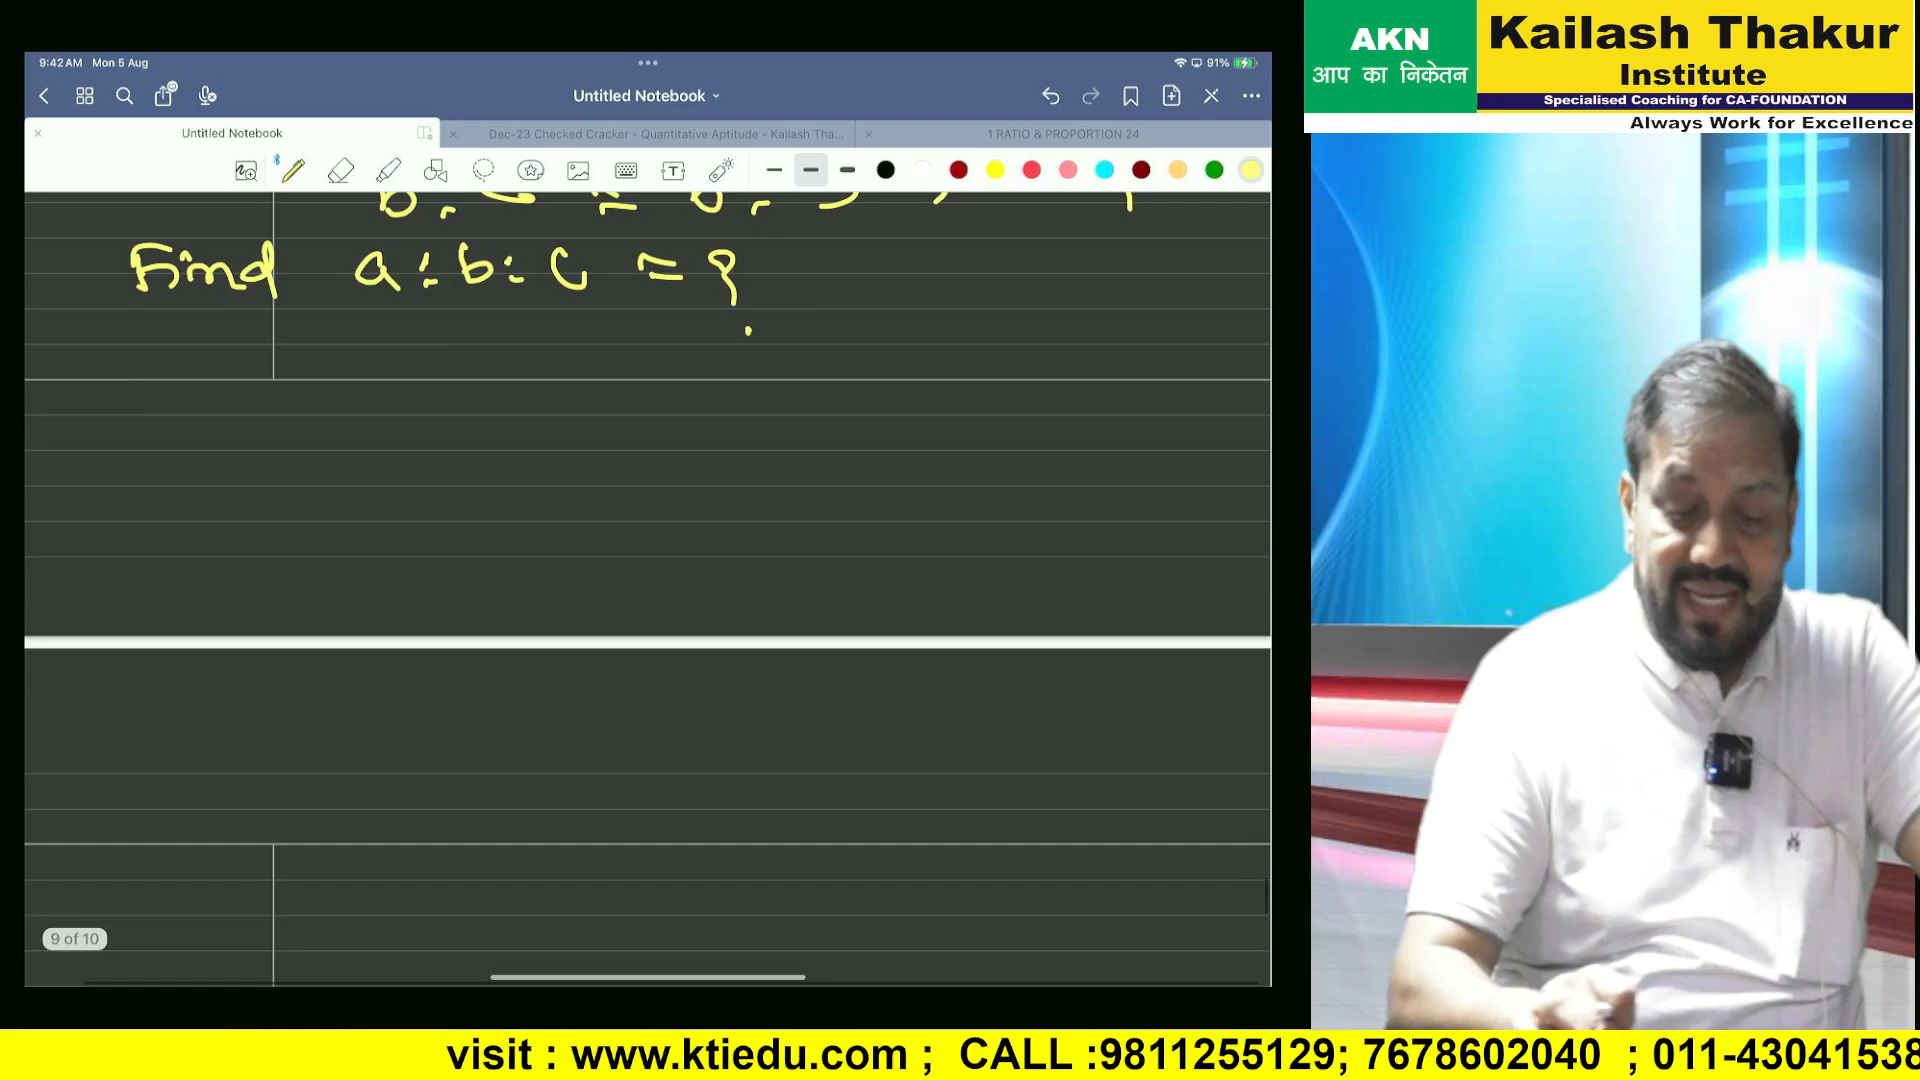 AKN
आप का निकेतन
Kailash Thakur
Institute
Specialised Coaching for CA-FOUNDATION
Always Work for Excellence
9:42 AM Mon 5 Aug
91%
Untitled Notebook
Untitled Notebook
Dec-23 Checked Cracker - Quantitative Aptitude - Kailash Tha...
1 RATIO & PROPORTION 24
Find a : b : c = ?
9 of 10
visit : www.ktiedu.com ; CALL :9811255129; 7678602040 ; 011-43041538